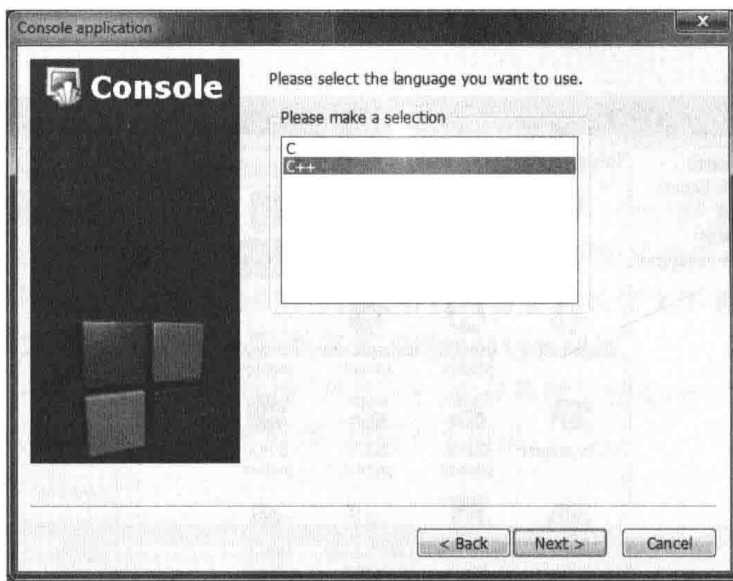 Console application
Console
Please select the language you want to use.
Please make a selection
C
C++
< Back
Next >
Cancel